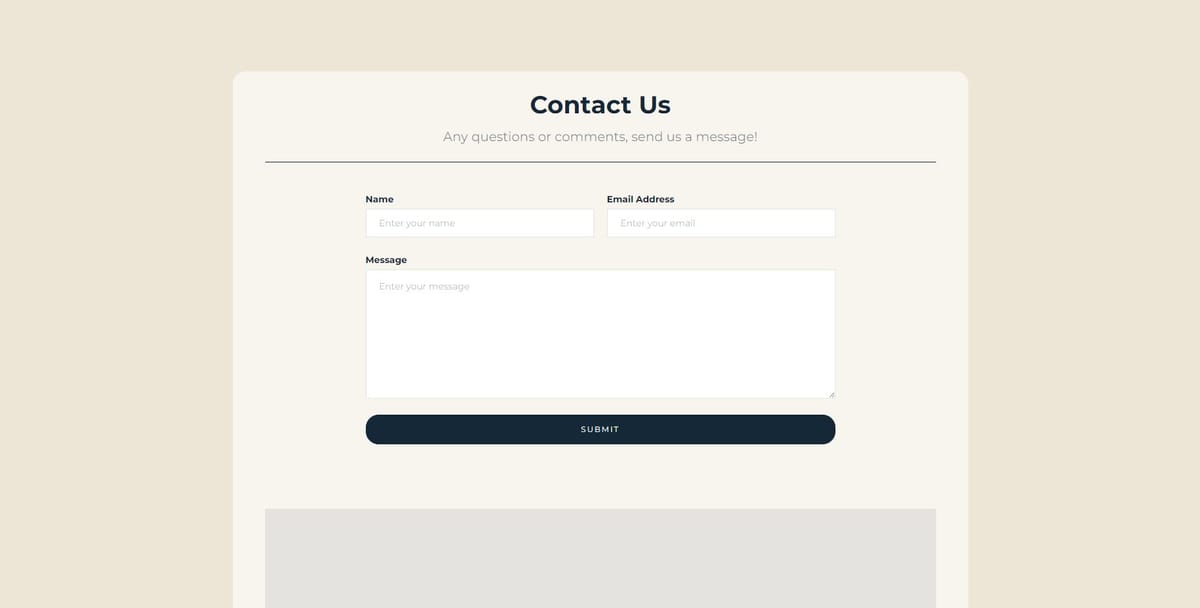 Contact Us
Any questions or comments, send us a message!
Name
Email Address
Enter your name
Enter your email
Message
Enter your message
SUBMIT